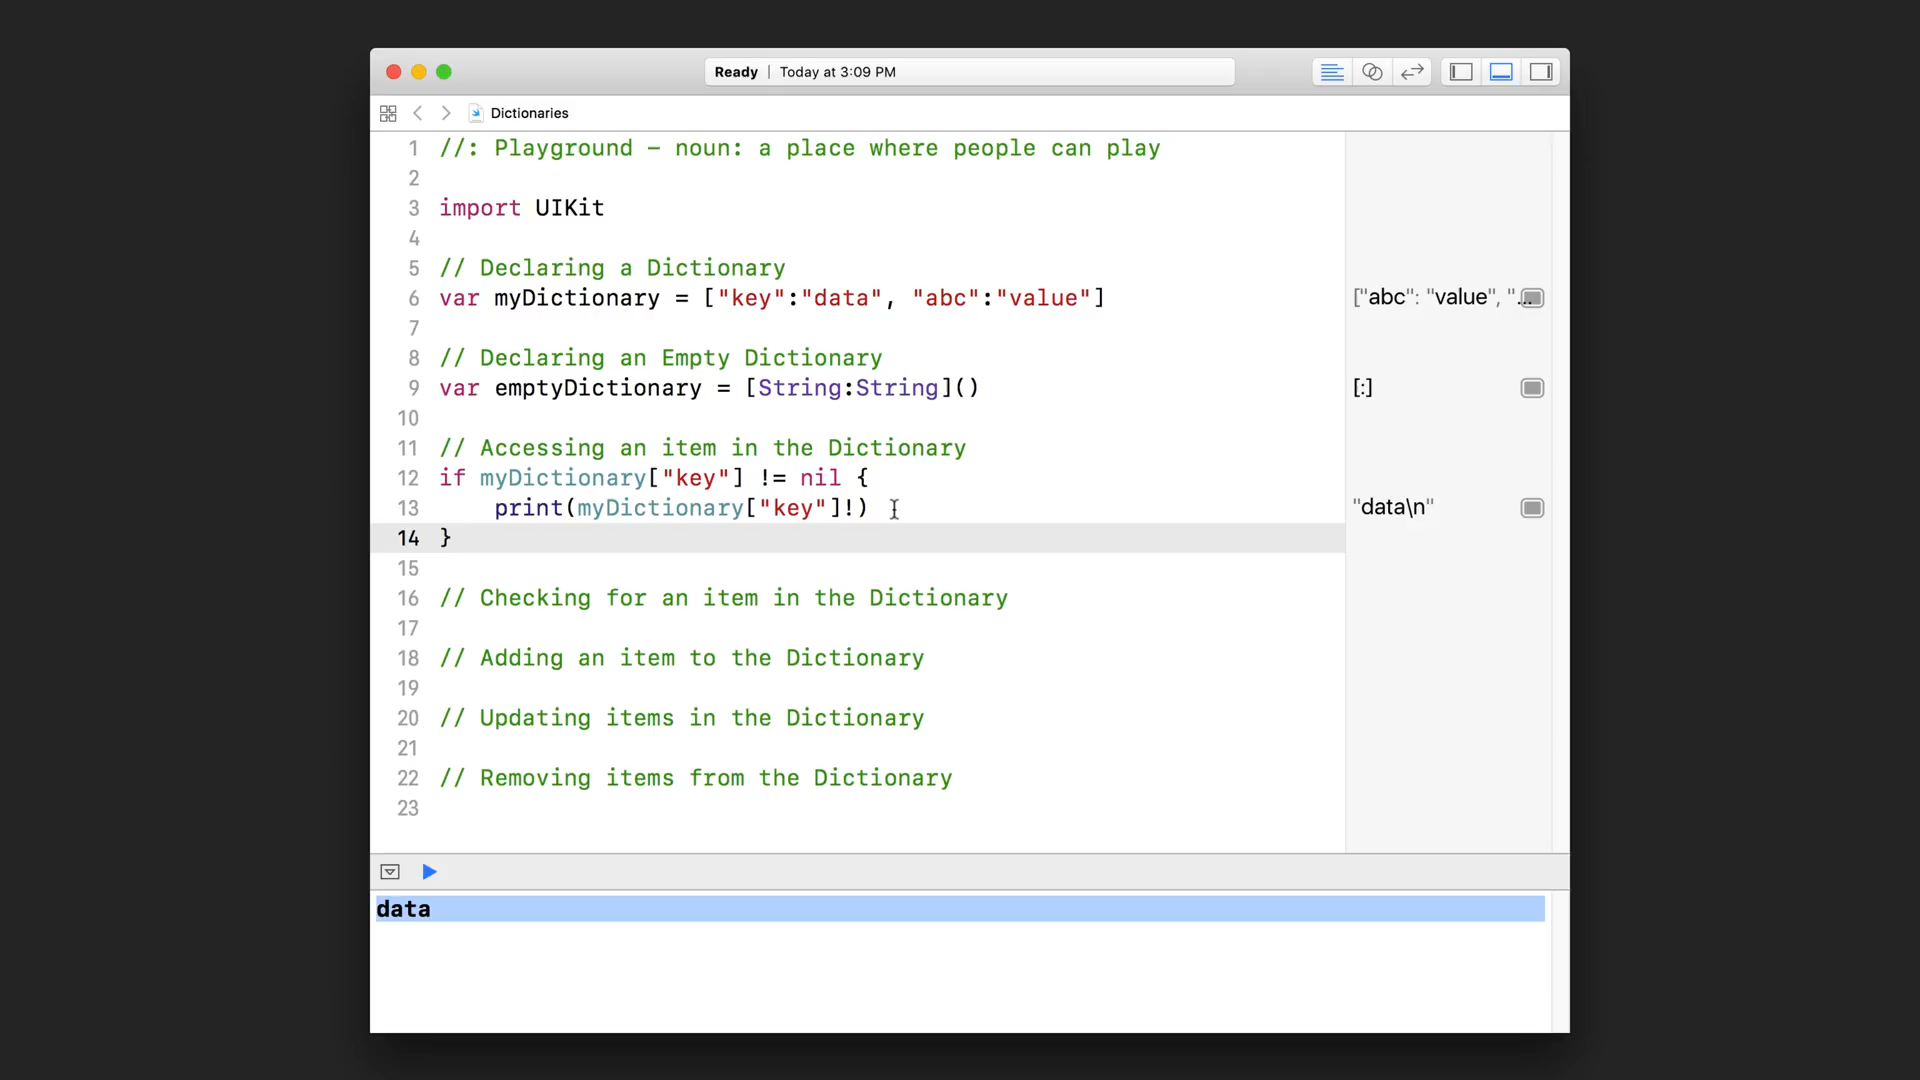 Ready | Today at 3:09 PM
Dictionaries
1 //: Playground – noun: a place where people can play
2
3 import UIKit
4
5 // Declaring a Dictionary
6 var myDictionary = ["key":"data", "abc":"value"] ["abc": "value", "...
7
8 // Declaring an Empty Dictionary
9 var emptyDictionary = [String:String]() [:]
10
11 // Accessing an item in the Dictionary
12 if myDictionary["key"] != nil {
13 print(myDictionary["key"]!) "data\n"
14 }
15
16 // Checking for an item in the Dictionary
17
18 // Adding an item to the Dictionary
19
20 // Updating items in the Dictionary
21
22 // Removing items from the Dictionary
23
data